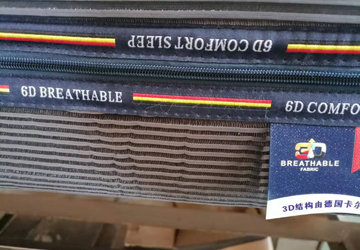 6D COMFORT SLEEP
6D BREATHABLE
6D COMFO
3D
BREATHABLE
FABRIC
3D结构由德国卡尔